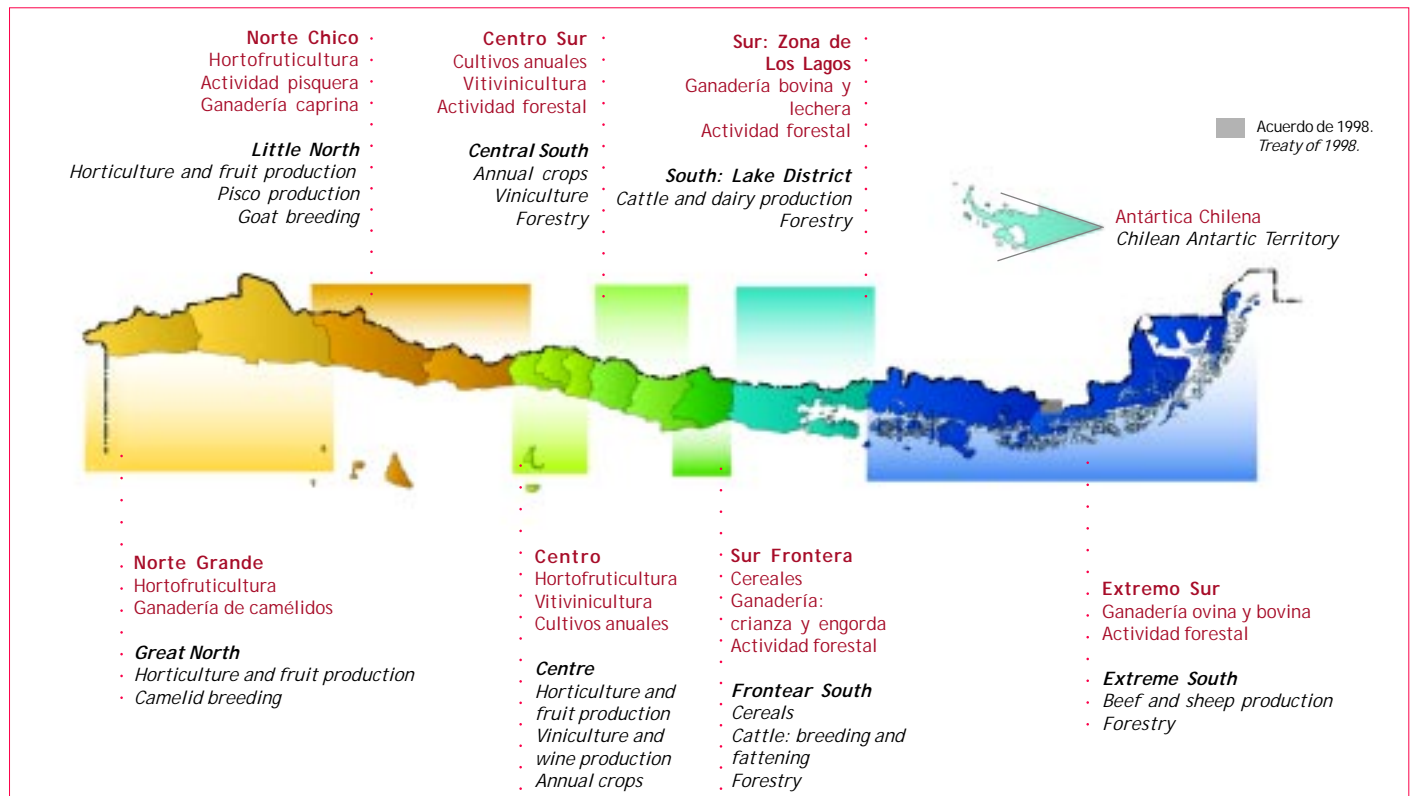 Norte Chico
Hortofruticultura
Actividad pisquera
Ganadería caprina
Little North
Horticulture and fruit production
Pisco production
Goat breeding
Centro Sur
Cultivos anuales
Vitivinicultura
Actividad forestal
Central South
Annual crops
Viniculture
Forestry
Sur: Zona de
Los Lagos
Ganadería bovina y
lechera
Actividad forestal
South: Lake District
Cattle and dairy production
Forestry
Acuerdo de 1998.
Treaty of 1998.
Antártica Chilena
Chilean Antartic Territory
Norte Grande
Hortofruticultura
Ganadería de camélidos
Great North
Horticulture and fruit production
Camelid breeding
Centro
Hortofruticultura
Vitivinicultura
Cultivos anuales
Centre
Horticulture and
fruit production
Viniculture and
wine production
Annual crops
Sur Frontera
Cereales
Ganadería:
crianza y engorda
Actividad forestal
Frontear South
Cereals
Cattle: breeding and
fattening
Forestry
Extremo Sur
Ganadería ovina y bovina
Actividad forestal
Extreme South
Beef and sheep production
Forestry